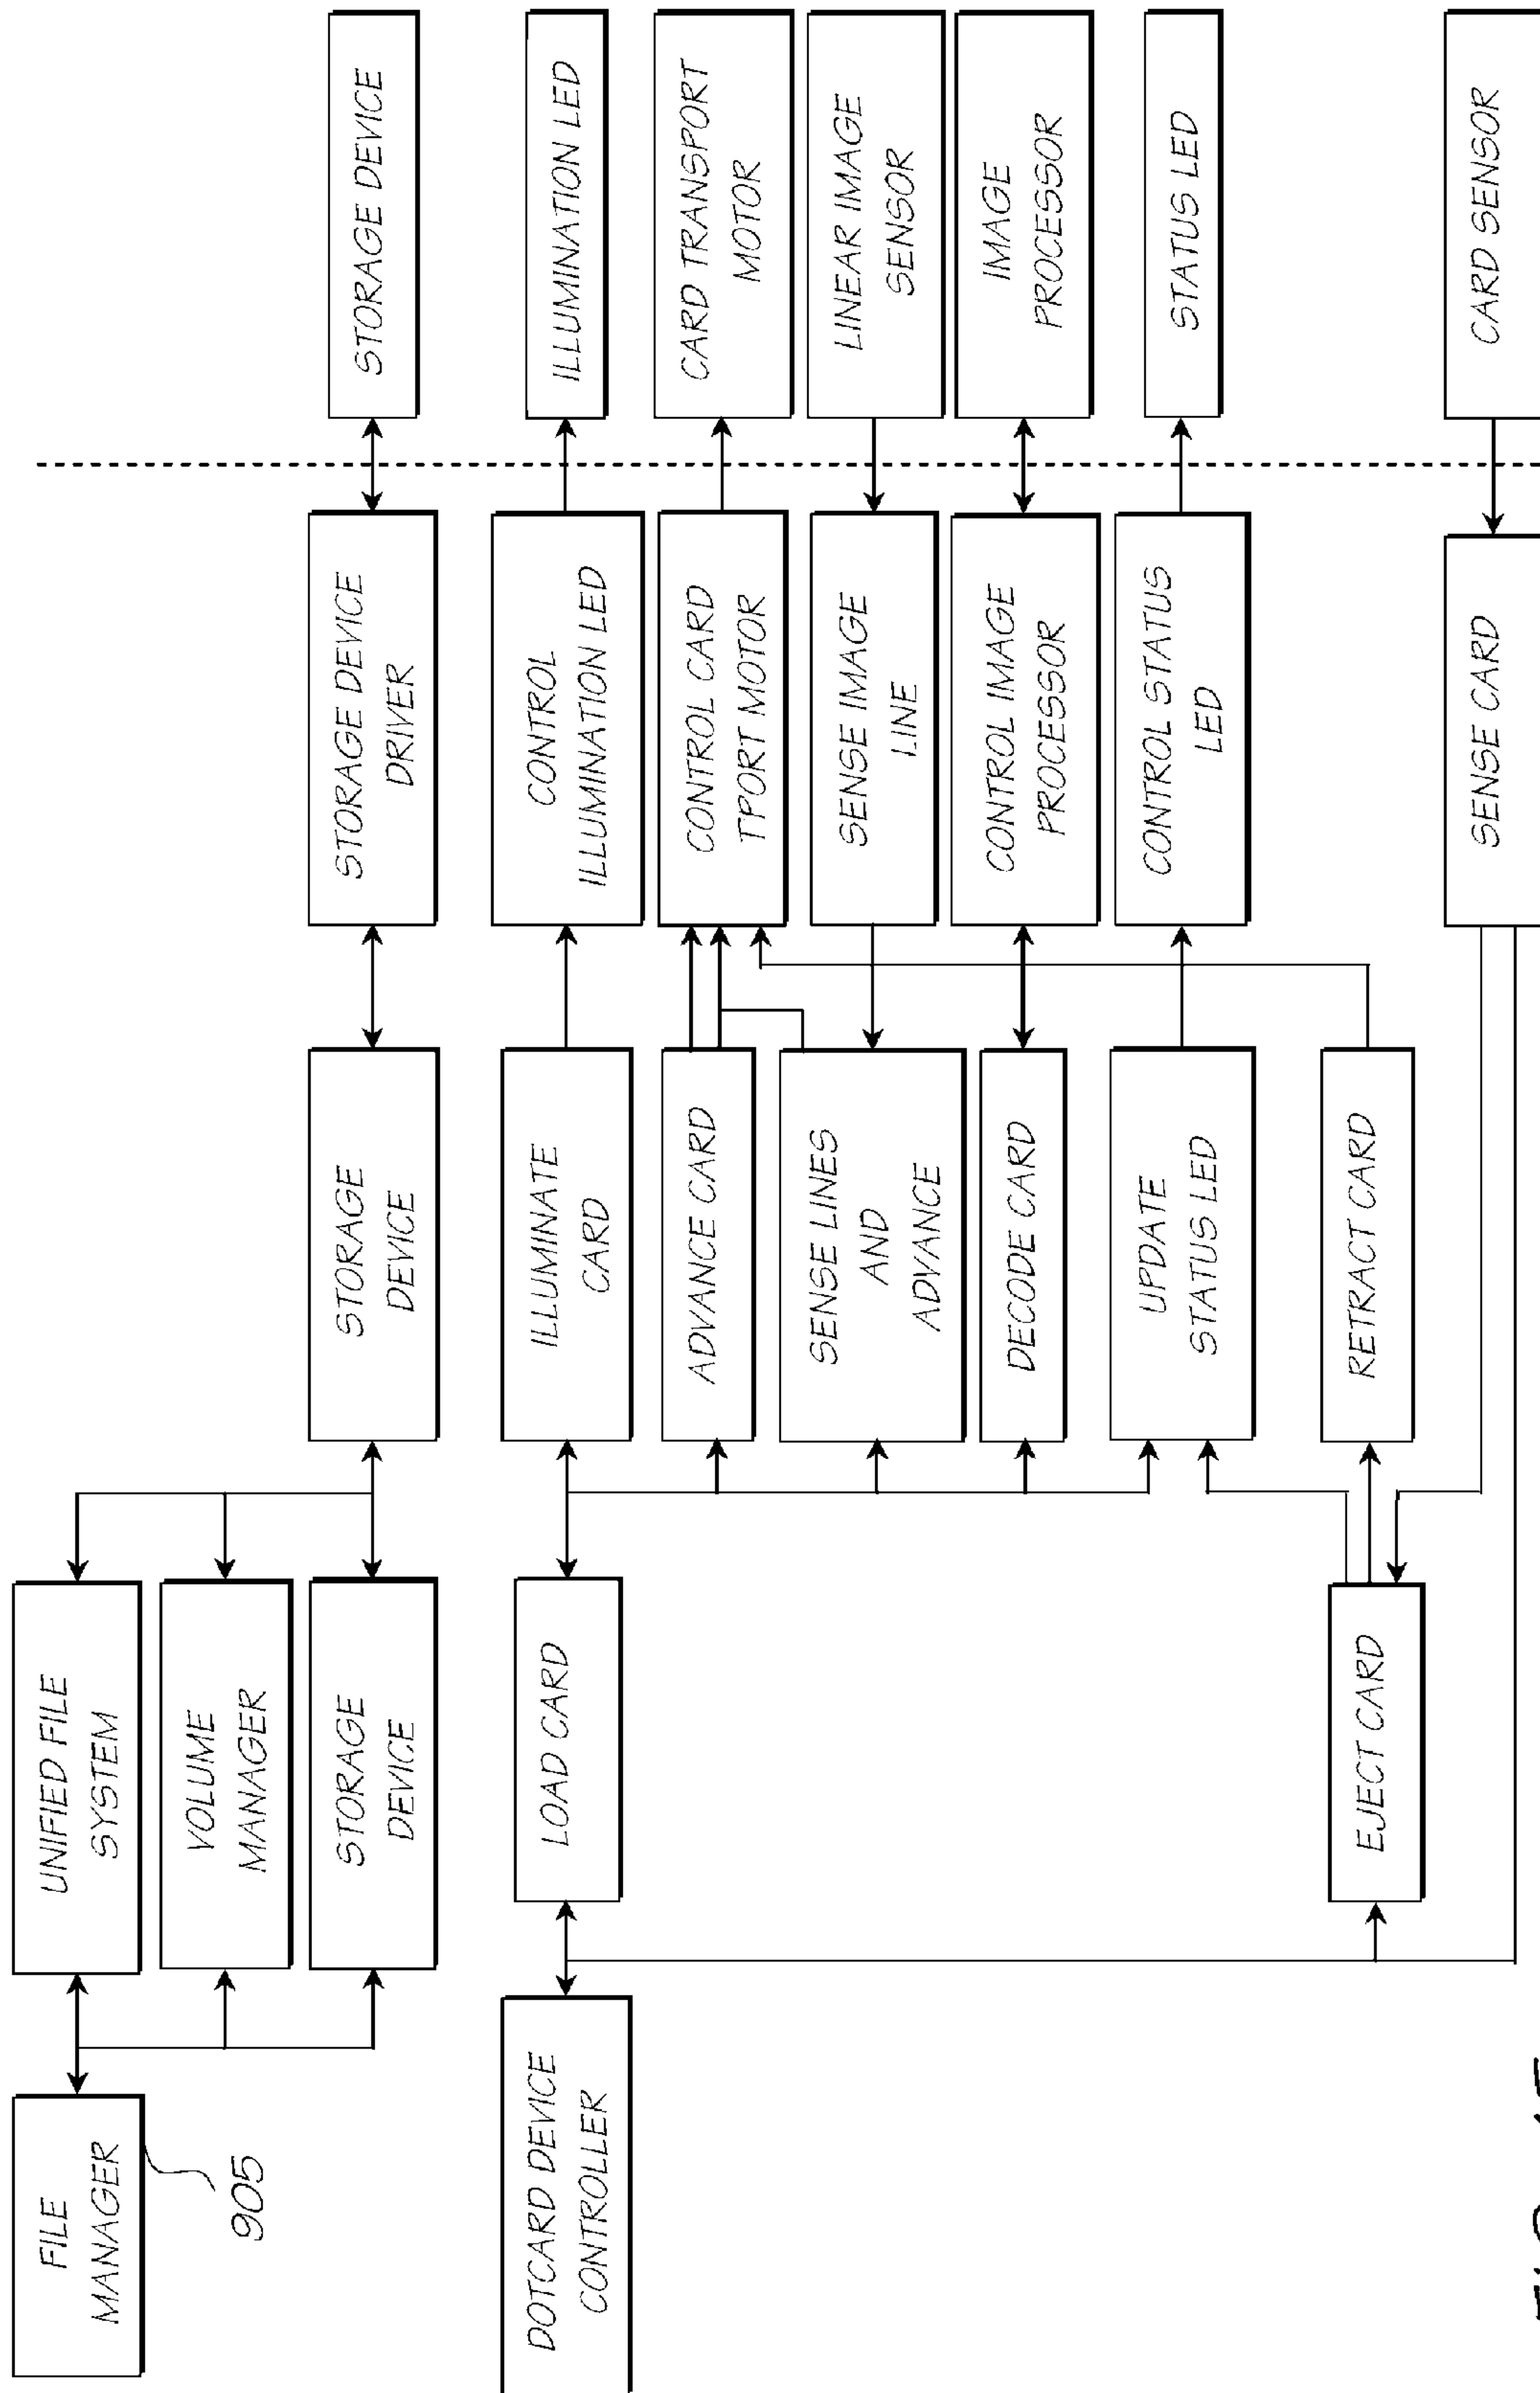 FILE
MANAGER
905
UNIFIED FILE
SYSTEM
VOLUME
MANAGER
STORAGE
DEVICE
STORAGE
DEVICE
STORAGE DEVICE
DRIVER
STORAGE DEVICE
DOTCARD DEVICE
CONTROLLER
LOAD CARD
ILLUMINATE
CARD
CONTROL
ILLUMINATION LED
ILLUMINATION LED
ADVANCE CARD
CONTROL CARD
TPORT MOTOR
CARD TRANSPORT
MOTOR
SENSE LINES
AND
ADVANCE
SENSE IMAGE
LINE
LINEAR IMAGE
SENSOR
DECODE CARD
CONTROL IMAGE
PROCESSOR
IMAGE
PROCESSOR
UPDATE
STATUS LED
CONTROL STATUS
LED
STATUS LED
EJECT CARD
RETRACT CARD
SENSE CARD
CARD SENSOR